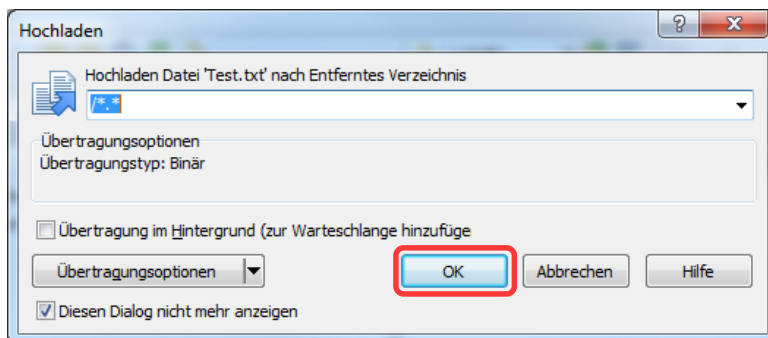 Hochladen
Hochladen Datei 'Test.txt' nach Entferntes Verzeichnis
/*.*
Übertragungsoptionen
Übertragungstyp: Binär
Übertragung im Hintergrund (zur Warteschlange hinzufüge
Übertragungsoptionen OK Abbrechen Hilfe
Diesen Dialog nicht mehr anzeigen